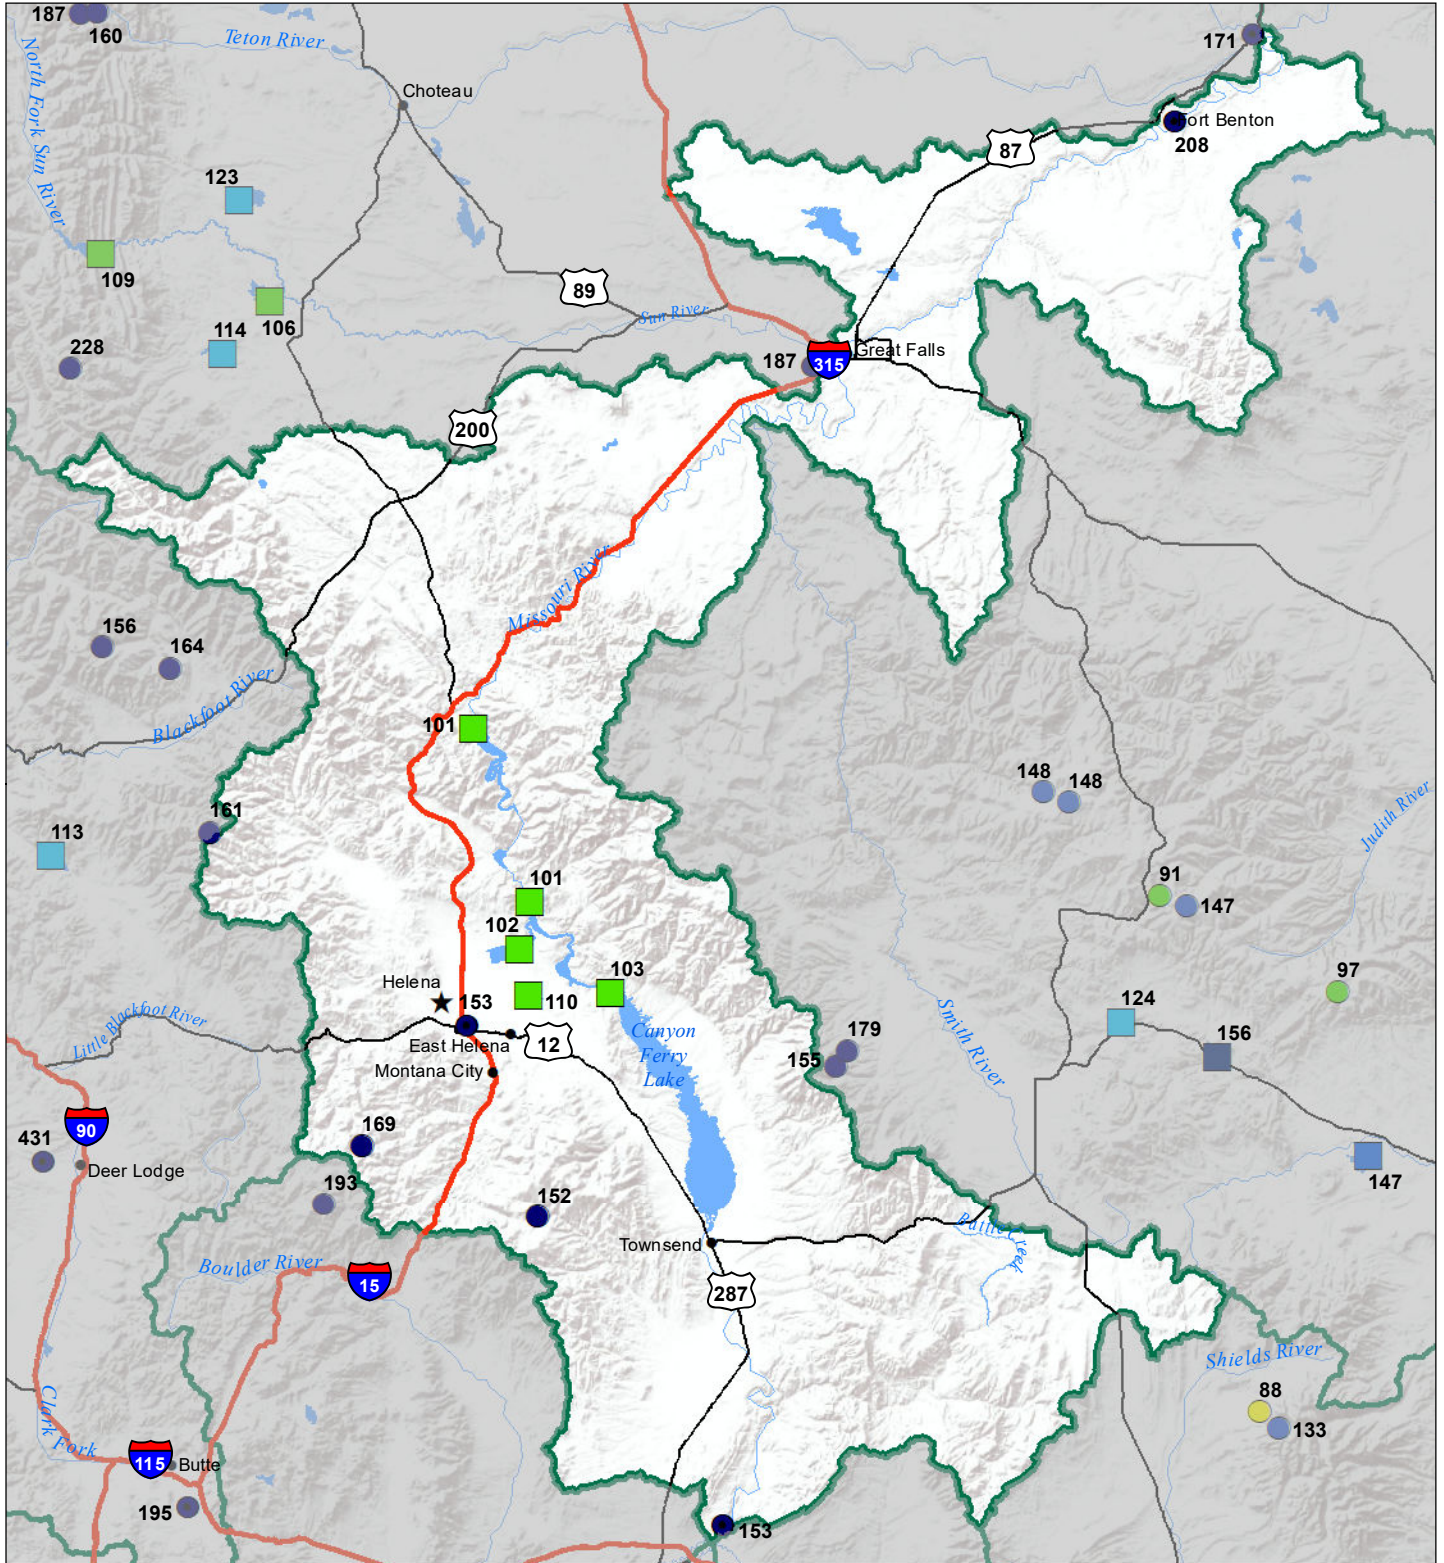 187
160
Teton River
171
North Fork Sun River
Choteau
Fort Benton
87
208
123
109
89
106
Sun River
114
228
187
315
Great Falls
200
Missouri River
156
164
Blackfoot River
101
148
148
161
113
Judith River
101
91
147
102
103
97
Helena
153
110
124
Little Blackfoot River
East Helena
12
Canyon
Ferry
Lake
Smith River
179
155
156
Montana City
90
169
431
Deer Lodge
147
193
152
Battle Creek
Townsend
Boulder River
15
287
Shields River
88
133
Clark Fork
115
Butte
195
153